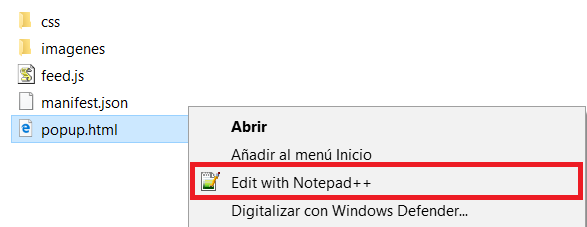 css
imagenes
feed.js
manifest.json
popup.html
Abrir
Añadir al menú Inicio
Edit with Notepad++
Digitalizar con Windows Defender...